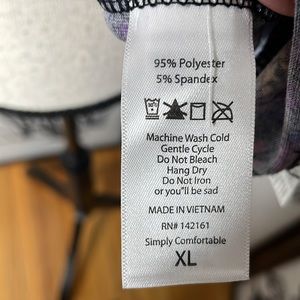 95% Polyester
5% Spandex
Machine Wash Cold
Gentle Cycle
Do Not Bleach
Hang Dry
Do Not Iron
or you"ll be sad
MADE IN VIETNAM
RN# 142161
Simply Comfortable
XL